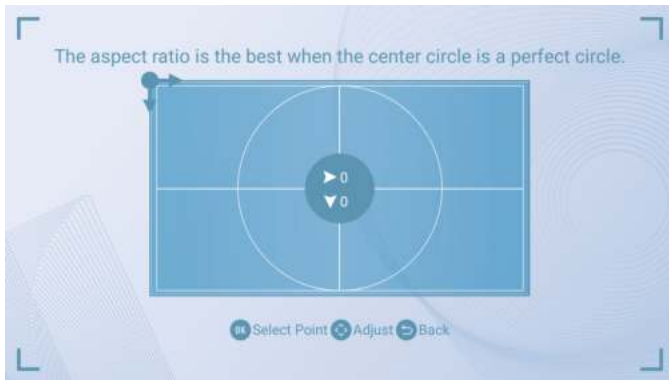 The aspect ratio is the best when the center circle is a perfect circle.
0
0
OK Select Point Adjust Back